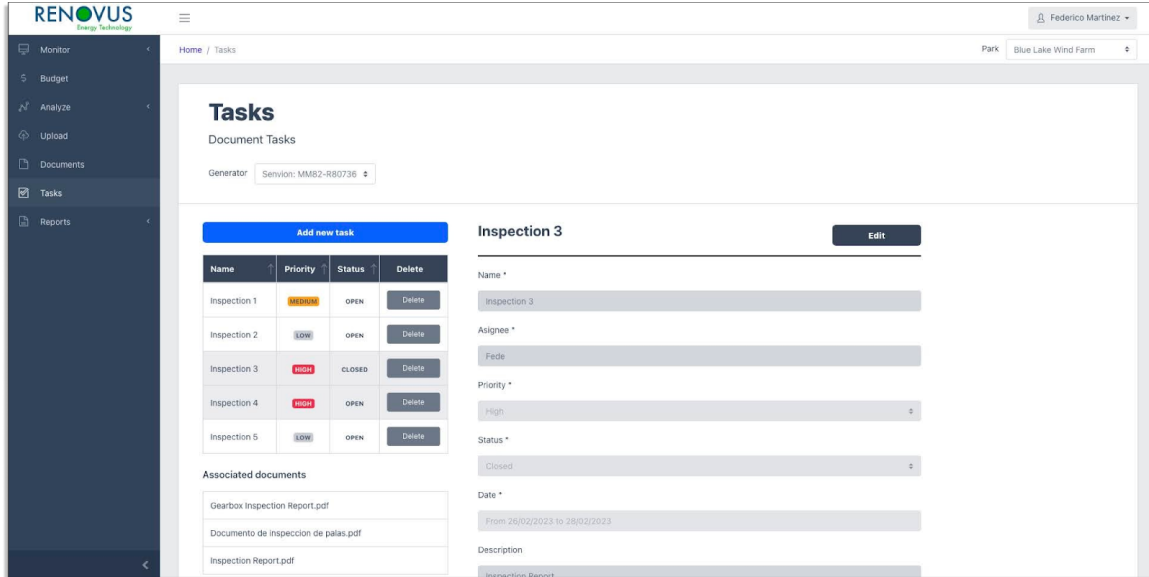 RENOVUS
Energy Technology
Federico Martinez
Monitor
Budget
Analyze
Upload
Documents
Tasks
Reports
Home / Tasks
Park Blue Lake Wind Farm
Tasks
Document Tasks
Generator Senvion: MM82-R80736
Add new task
Name Priority Status Delete
Inspection 1 MEDIUM OPEN Delete
Inspection 2 LOW OPEN Delete
Inspection 3 HIGH CLOSED Delete
Inspection 4 HIGH OPEN Delete
Inspection 5 LOW OPEN Delete
Associated documents
Gearbox Inspection Report.pdf
Documento de inspeccion de palas.pdf
Inspection Report.pdf
Inspection 3 Edit
Name *
Inspection 3
Asignee *
Fede
Priority *
High
Status *
Closed
Date *
From 26/02/2023 to 28/02/2023
Description
Inspection Report